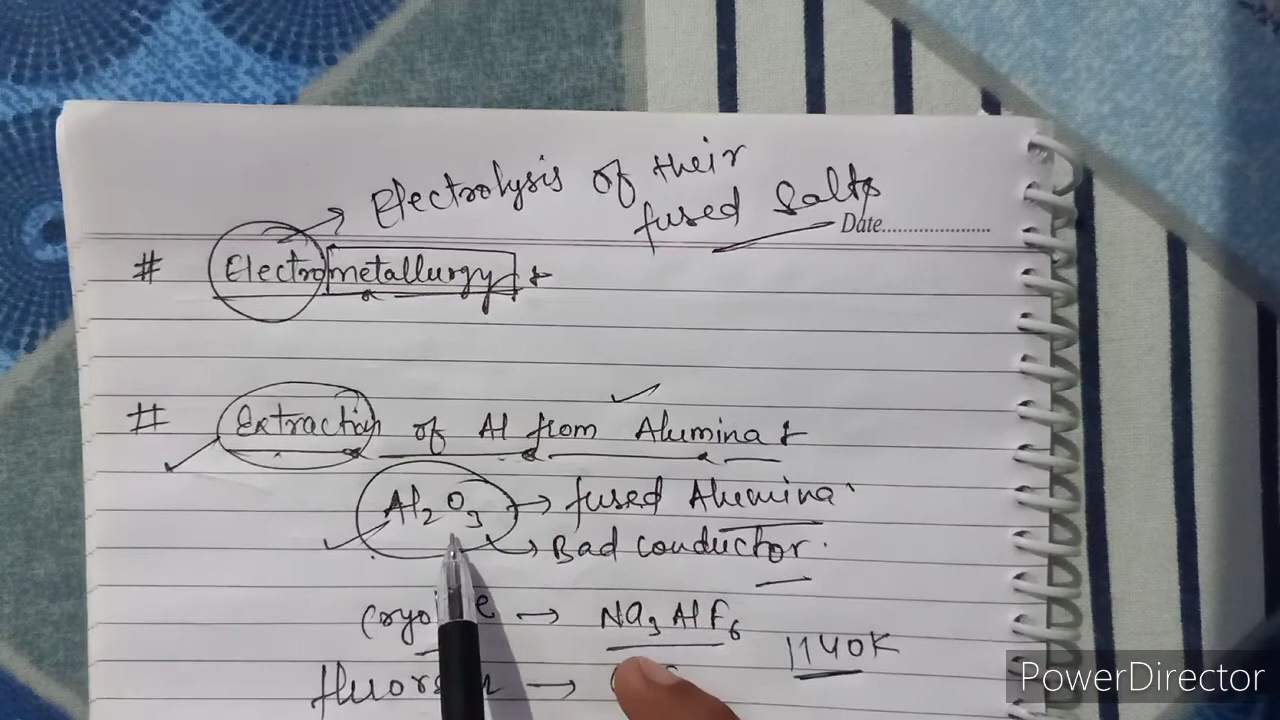 Electrolysis of their
fused Salts
Date
# Electrometallurgy :
# Extraction of Al from Alumina :
Al2O3 → fused Alumina
→ Bad conductor.
→ Na3AlF6
1140K
→
PowerDirector